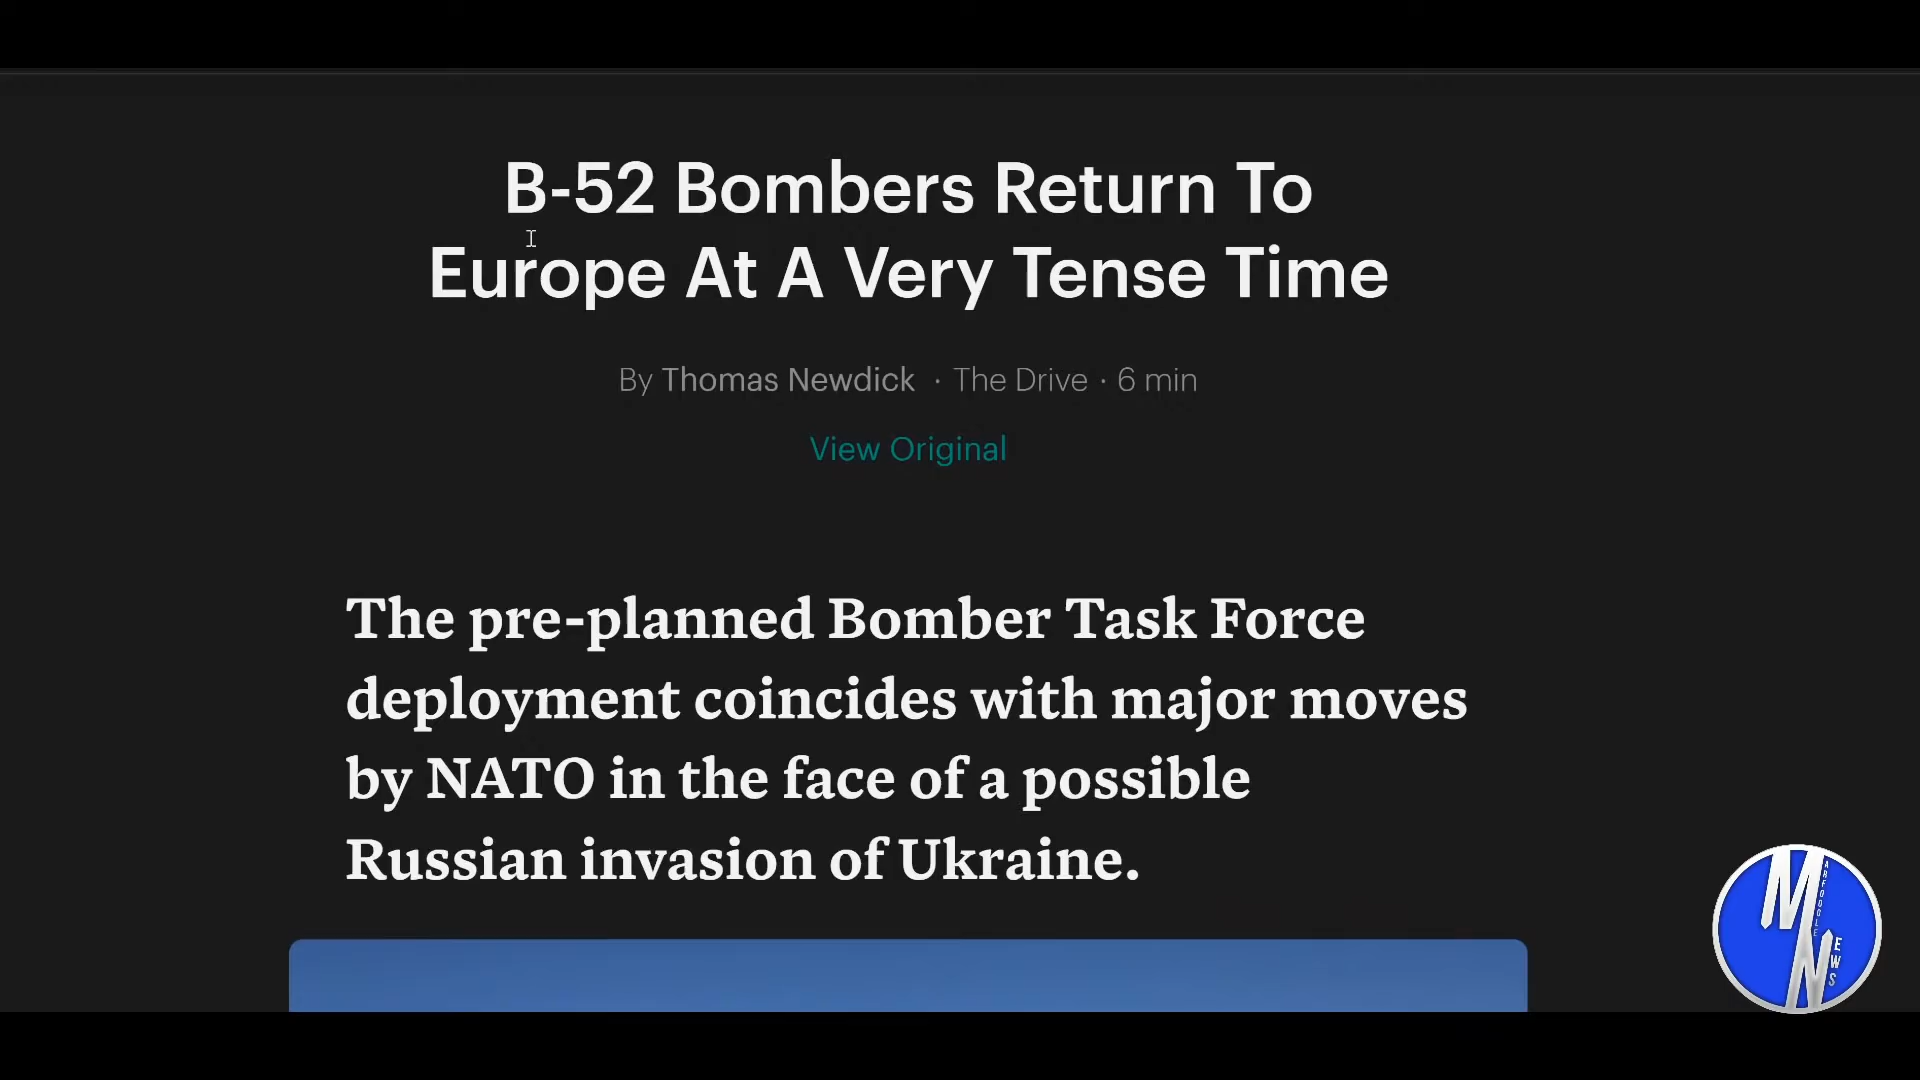 B-52 Bombers Return To
Europe At A Very Tense Time
By Thomas Newdick · The Drive · 6 min
View Original
The pre-planned Bomber Task Force
deployment coincides with major moves
by NATO in the face of a possible
Russian invasion of Ukraine.
MARFOOGLE
NEWS